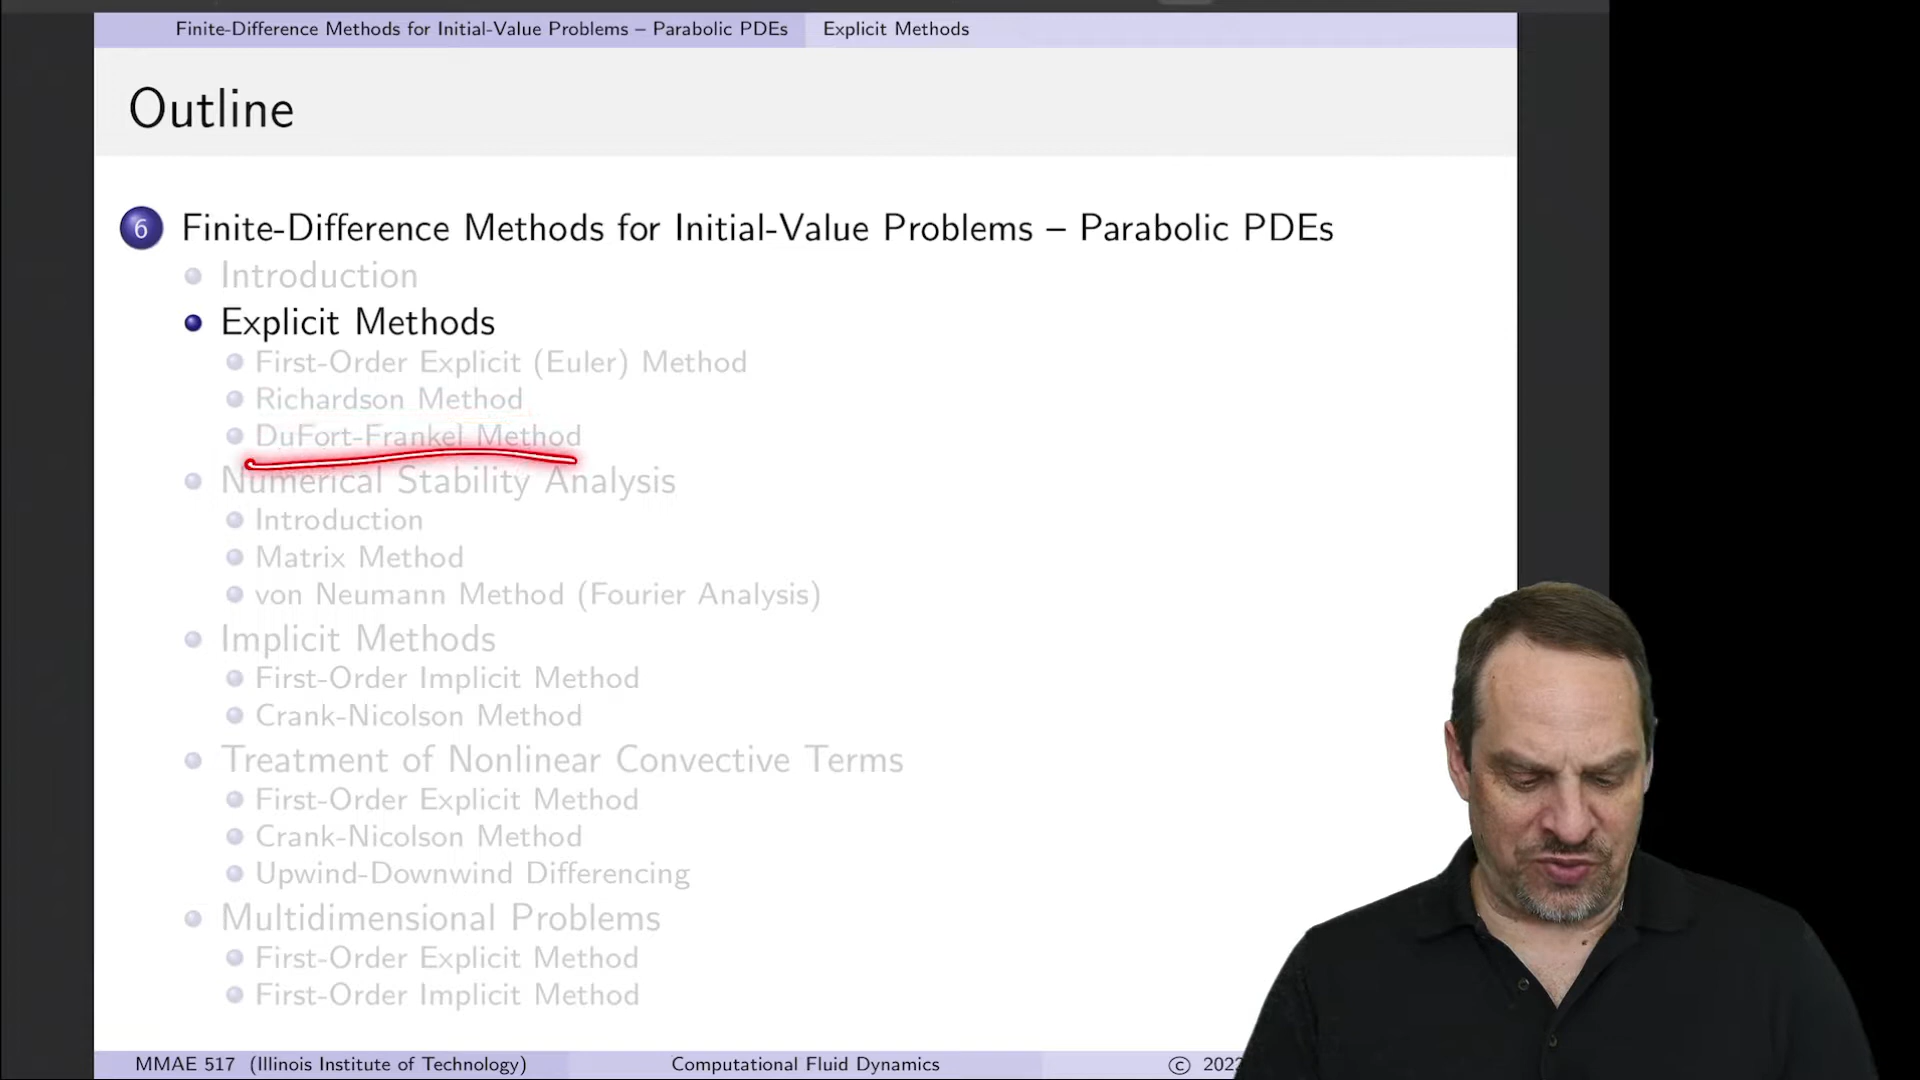 Finite-Difference Methods for Initial-Value Problems – Parabolic PDEs Explicit Methods
Outline
6 Finite-Difference Methods for Initial-Value Problems – Parabolic PDEs
Introduction
Explicit Methods
First-Order Explicit (Euler) Method
Richardson Method
DuFort-Frankel Method
Numerical Stability Analysis
Introduction
Matrix Method
von Neumann Method (Fourier Analysis)
Implicit Methods
First-Order Implicit Method
Crank-Nicolson Method
Treatment of Nonlinear Convective Terms
First-Order Explicit Method
Crank-Nicolson Method
Upwind-Downwind Differencing
Multidimensional Problems
First-Order Explicit Method
First-Order Implicit Method
MMAE 517 (Illinois Institute of Technology) Computational Fluid Dynamics © 2022